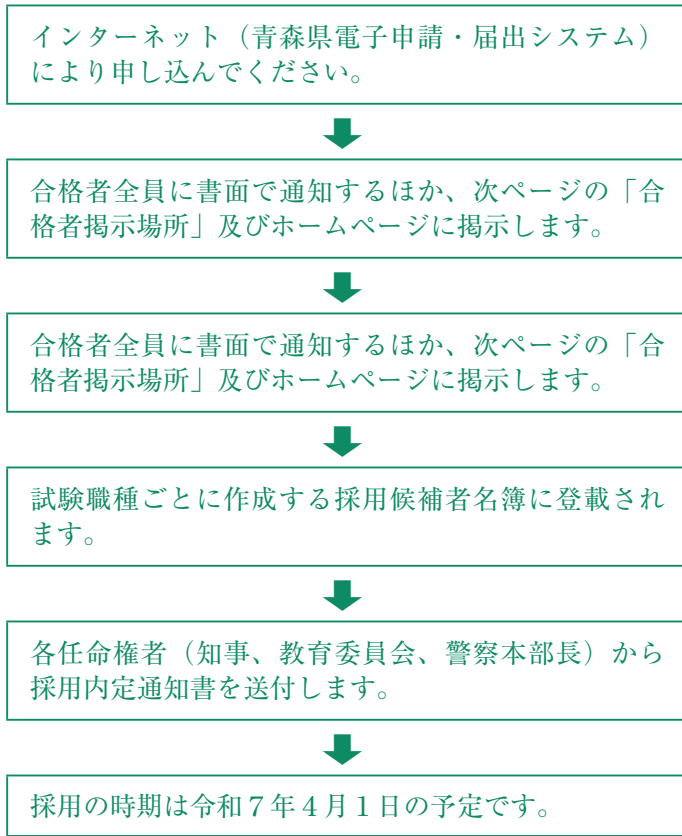 インターネット（青森県電子申請・届出システム）
により申し込んでください。
合格者全員に書面で通知するほか、次ページの「合
格者掲示場所」及びホームページに掲示します。
合格者全員に書面で通知するほか、次ページの「合
格者掲示場所」及びホームページに掲示します。
試験職種ごとに作成する採用候補者名簿に登載され
ます。
各任命権者（知事、教育委員会、警察本部長）から
採用内定通知書を送付します。
採用の時期は令和７年４月１日の予定です。